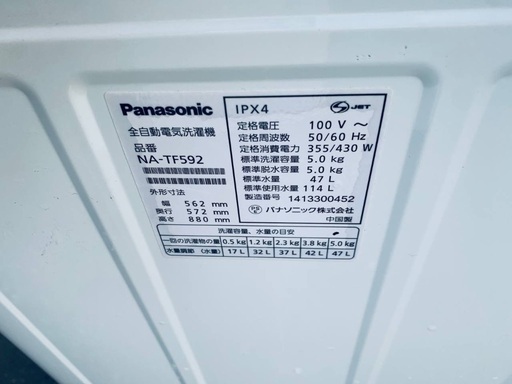 Panasonic
全自動電気洗濯機
品番
NA-TF592
外形寸法
幅 562 mm
奥行 572 mm
高さ 880 mm
IPX4
JET
定格電圧 100 V ～
定格周波数 50/60 Hz
定格消費電力 355/430 W
標準洗濯容量 5.0 kg
標準脱水容量 5.0 kg
標準水量 47 L
標準使用水量 114 L
製造番号 1413300452
パナソニック株式会社
中国製
洗濯容量、水量の目安
一回の洗濯物の量 0.5 kg 1.2 kg 2.3 kg 3.8 kg 5.0 kg
水量調節（水量） 17 L 32 L 37 L 42 L 47 L